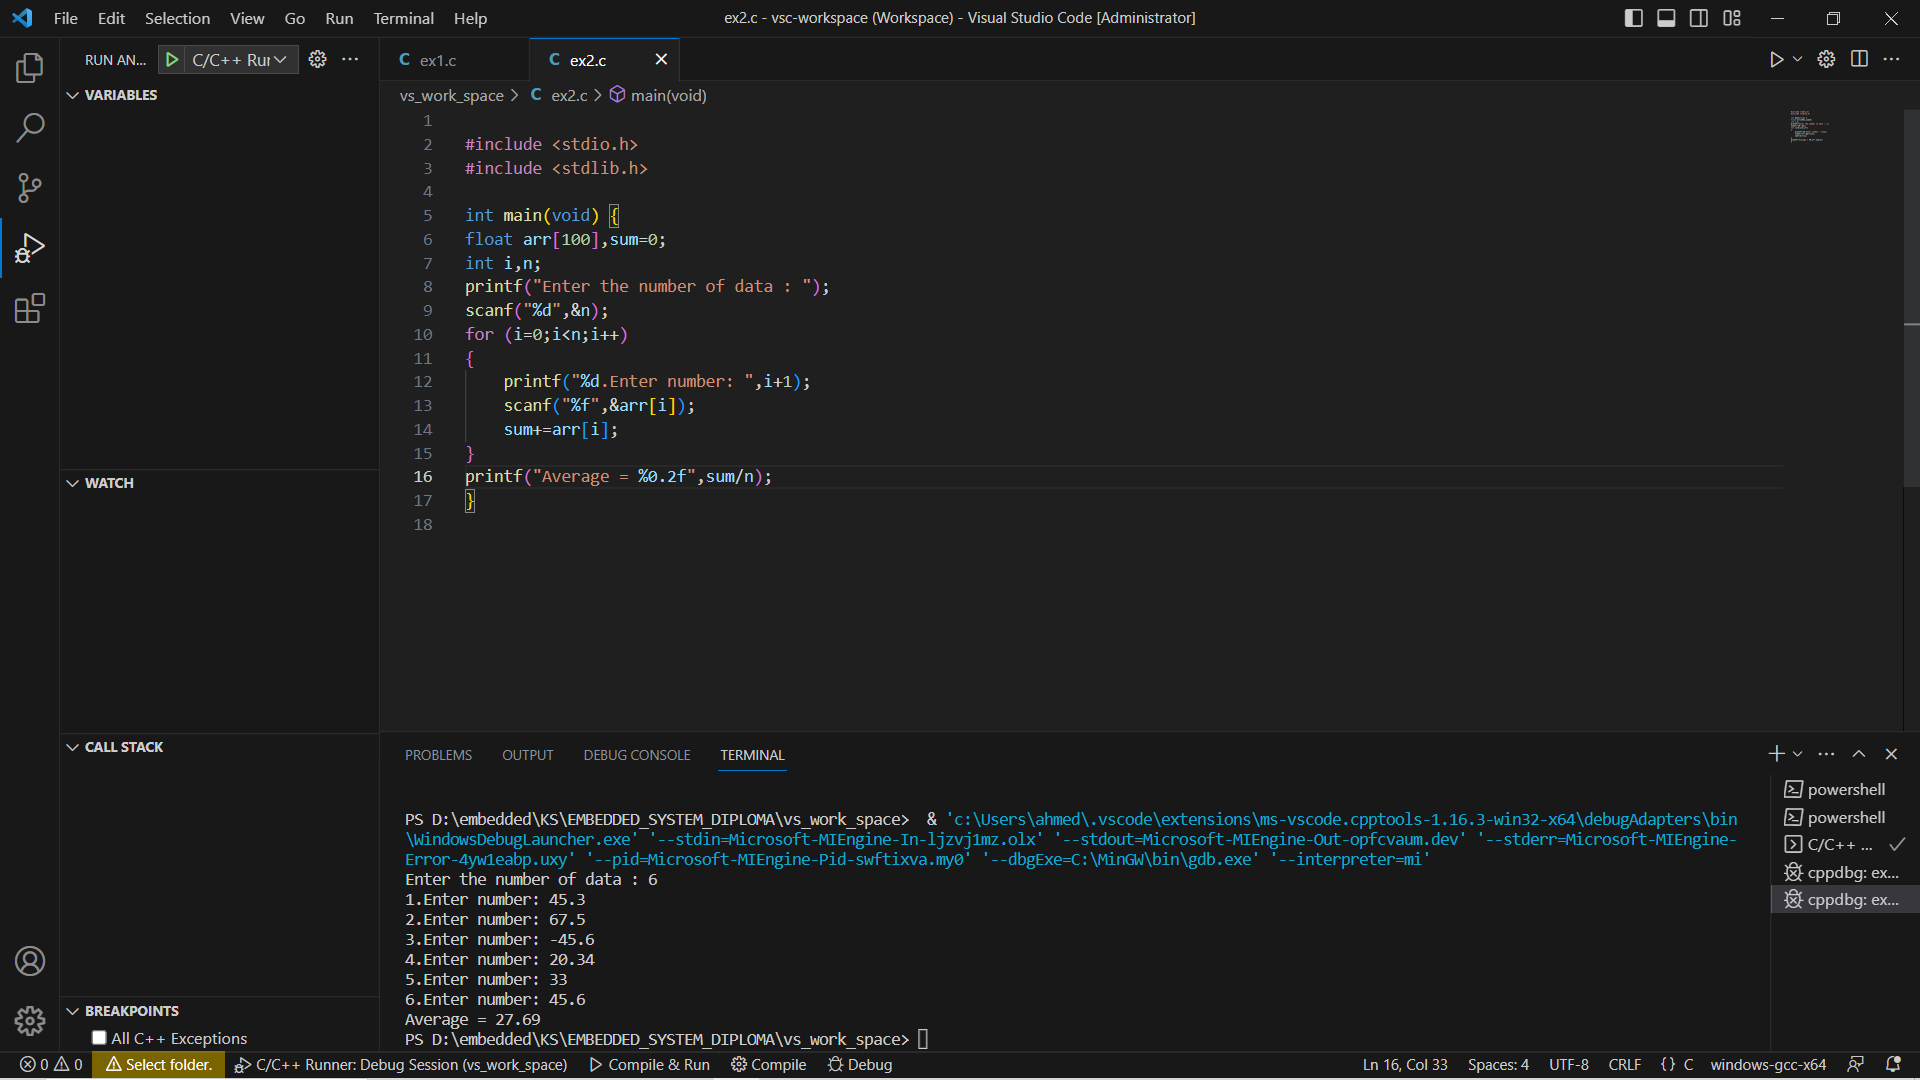 File Edit Selection View Go Run Terminal Help
ex2.c - vsc-workspace (Workspace) - Visual Studio Code [Administrator]
RUN AN... C/C++ Rur
ex1.c
ex2.c
VARIABLES
vs_work_space > C ex2.c > main(void)
1
2 #include <stdio.h>
3 #include <stdlib.h>
4
5 int main(void) {
6 float arr[100],sum=0;
7 int i,n;
8 printf("Enter the number of data : ");
9 scanf("%d",&n);
10 for (i=0;i<n;i++)
11 {
12 printf("%d.Enter number: ",i+1);
13 scanf("%f",&arr[i]);
14 sum+=arr[i];
15 }
16 printf("Average = %0.2f",sum/n);
17 }
18
WATCH
CALL STACK
BREAKPOINTS
All C++ Exceptions
PROBLEMS OUTPUT DEBUG CONSOLE TERMINAL
PS D:\embedded\KS\EMBEDDED_SYSTEM_DIPLOMA\vs_work_space>  & 'c:\Users\ahmed\.vscode\extensions\ms-vscode.cpptools-1.16.3-win32-x64\debugAdapters\bin
\WindowsDebugLauncher.exe' '--stdin=Microsoft-MIEngine-In-ljzvj1mz.olx' '--stdout=Microsoft-MIEngine-Out-opfcvaum.dev' '--stderr=Microsoft-MIEngine-
Error-4yw1eabp.uxy' '--pid=Microsoft-MIEngine-Pid-swftixva.my0' '--dbgExe=C:\MinGW\bin\gdb.exe' '--interpreter=mi'
Enter the number of data : 6
1.Enter number: 45.3
2.Enter number: 67.5
3.Enter number: -45.6
4.Enter number: 20.34
5.Enter number: 33
6.Enter number: 45.6
Average = 27.69
PS D:\embedded\KS\EMBEDDED_SYSTEM_DIPLOMA\vs_work_space>
powershell
powershell
C/C++ ...
cppdbg: ex...
cppdbg: ex...
0 0 Select folder. C/C++ Runner: Debug Session (vs_work_space) Compile & Run Compile Debug
Ln 16, Col 33 Spaces: 4 UTF-8 CRLF {} C windows-gcc-x64